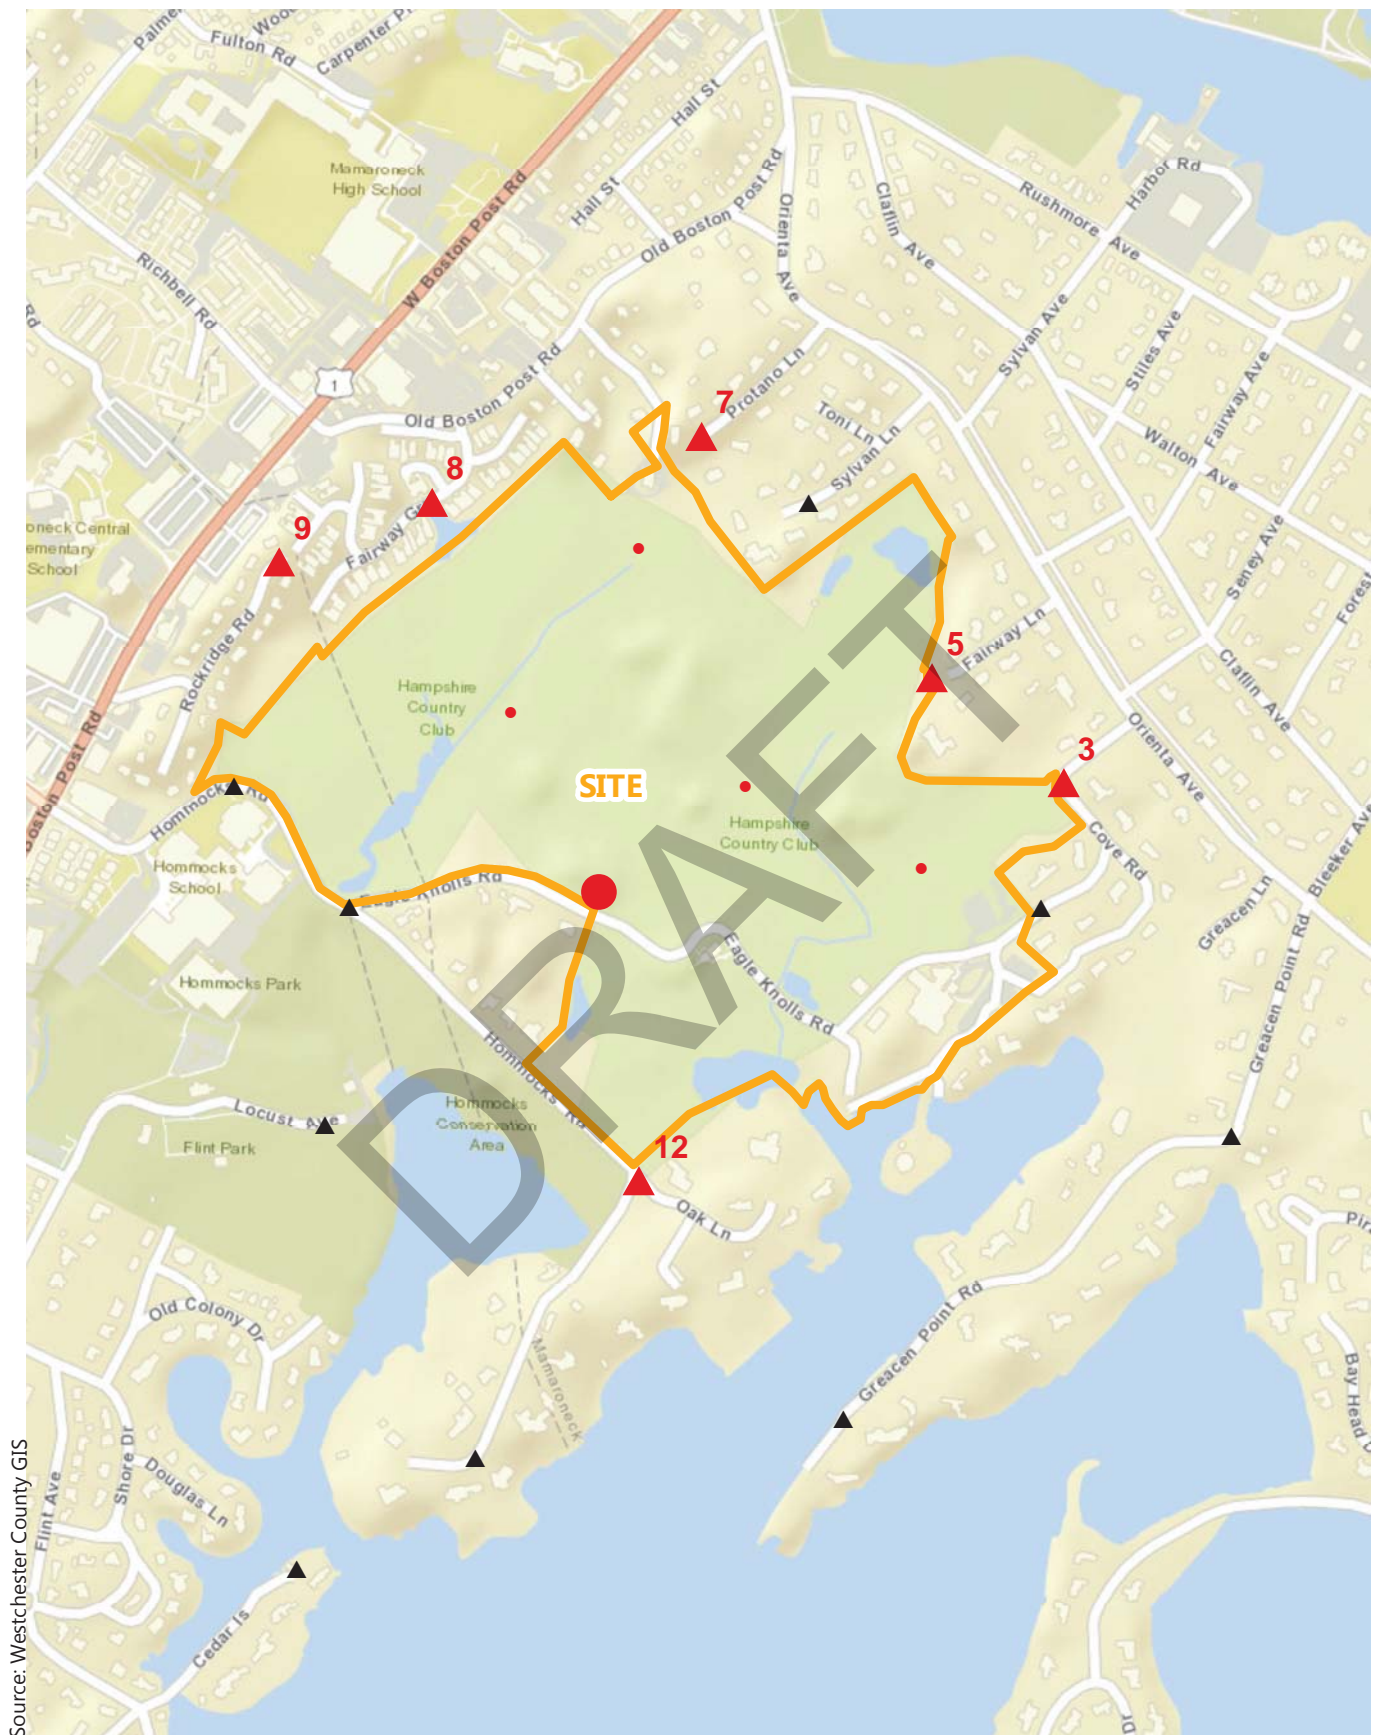 Fulton Rd
Carpenter Pl
Hall St
Mamaroneck
High School
Harbor Rd
Hall St
Old Boston Post Rd
Orienta Ave
Claflin Ave
Rushmore Ave
W Boston Post Rd
Richbell Rd
Rd
1
Sylvan Ave
Stiles Ave
Fairway Ave
Old Boston Post Rd
Protano Ln
7
Toni Ln
Sylvan Ln
Walton Ave
8
9
Fairway G
oneck Central
ementary
School
Seney Ave
Forest
Rockridge Rd
5
Fairway Ln
Claflin Ave
Hampshire
Country
Club
Orienta Ave
3
SITE
Boston Post Rd
Hommocks Rd
Hampshire
Country Club
Cove Rd
Bleeker Ave
Hommocks
School
Eagle Knolls Rd
Greacen Ln
Greacen Point Rd
Hommocks Park
Eagle Knolls Rd
Hommocks Rd
Locust Ave
Hommocks
Conservation
Area
Flint Park
12
Oak Ln
DRAFT
Old Colony Dr
Greacen Point Rd
Mamaroneck
Bay Head D
Shore Dr
Douglas Ln
Flint Ave
Cedar Is
Dr
Source: Westchester County GIS